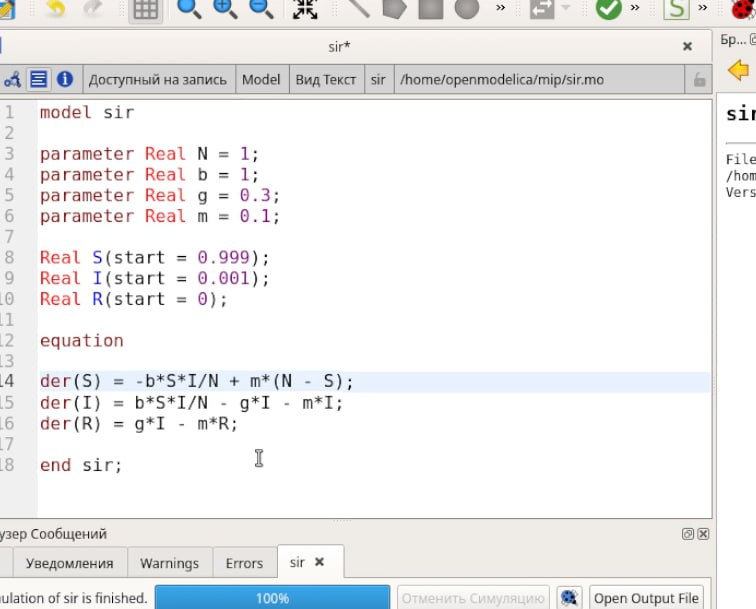 sir*
Бр...
Доступный на запись Model Вид Текст sir /home/openmodelica/mip/sir.mo
1 model sir
2
3 parameter Real N = 1;
4 parameter Real b = 1;
5 parameter Real g = 0.3;
6 parameter Real m = 0.1;
7
8 Real S(start = 0.999);
9 Real I(start = 0.001);
10 Real R(start = 0);
11
12 equation
13
14 der(S) = -b*S*I/N + m*(N - S);
15 der(I) = b*S*I/N - g*I - m*I;
16 der(R) = g*I - m*R;
17
18 end sir;
sir
File
/hom
Vers
узер Сообщений
Уведомления Warnings Errors sir
ulation of sir is finished. 100% Отменить Симуляцию Open Output File